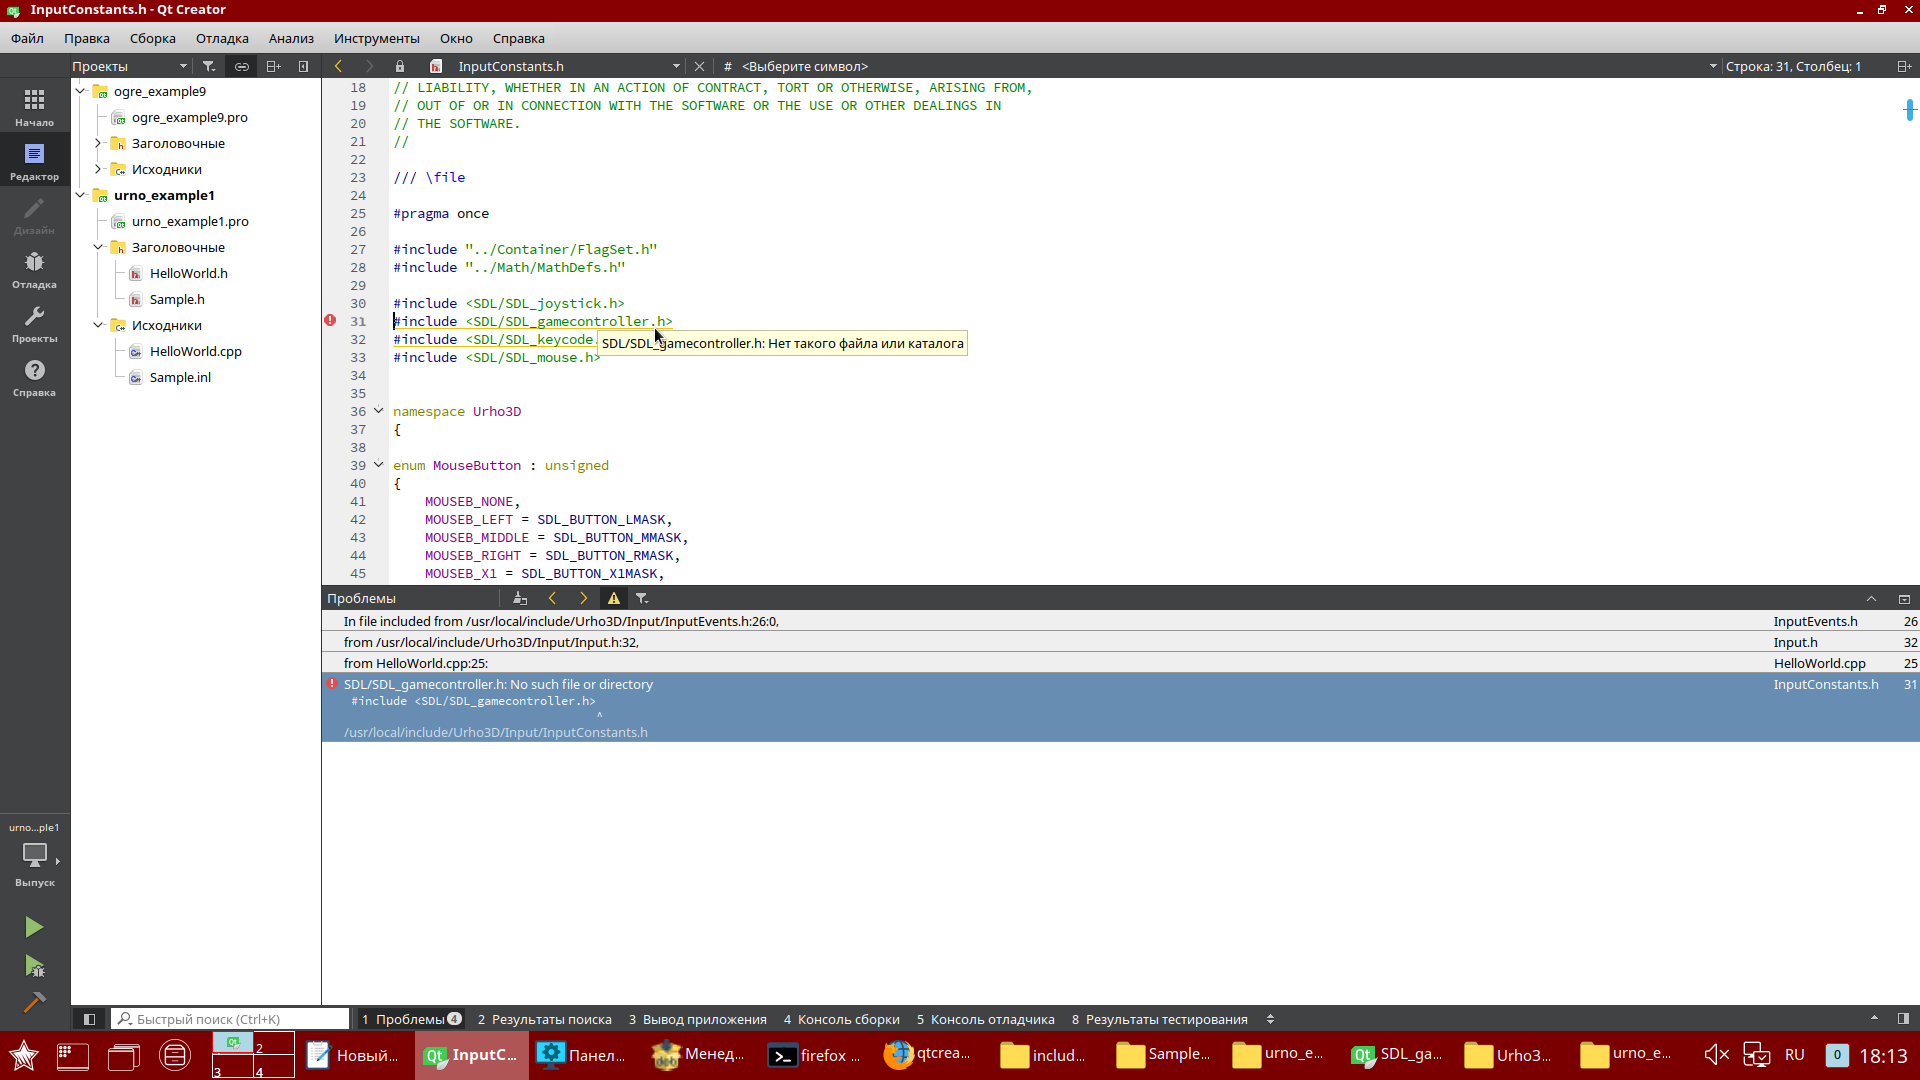 InputConstants.h - Qt Creator
Файл Правка Сборка Отладка Анализ Инструменты Окно Справка
Проекты
InputConstants.h
# <Выберите символ>
Строка: 31, Столбец: 1
Начало
Редактор
Дизайн
Отладка
Проекты
Справка
urno...ple1
Выпуск
ogre_example9
ogre_example9.pro
Заголовочные
Исходники
urno_example1
urno_example1.pro
Заголовочные
HelloWorld.h
Sample.h
Исходники
HelloWorld.cpp
Sample.inl
18 // LIABILITY, WHETHER IN AN ACTION OF CONTRACT, TORT OR OTHERWISE, ARISING FROM,
19 // OUT OF OR IN CONNECTION WITH THE SOFTWARE OR THE USE OR OTHER DEALINGS IN
20 // THE SOFTWARE.
21 //
22
23 /// \file
24
25 #pragma once
26
27 #include "../Container/FlagSet.h"
28 #include "../Math/MathDefs.h"
29
30 #include <SDL/SDL_joystick.h>
31 #include <SDL/SDL_gamecontroller.h>
32 #include <SDL/SDL_keycode.
SDL/SDL_gamecontroller.h: Нет такого файла или каталога
33 #include <SDL/SDL_mouse.h>
34
35
36 namespace Urho3D
37 {
38
39 enum MouseButton : unsigned
40 {
41 MOUSEB_NONE,
42 MOUSEB_LEFT = SDL_BUTTON_LMASK,
43 MOUSEB_MIDDLE = SDL_BUTTON_MMASK,
44 MOUSEB_RIGHT = SDL_BUTTON_RMASK,
45 MOUSEB_X1 = SDL_BUTTON_X1MASK,
Проблемы
In file included from /usr/local/include/Urho3D/Input/InputEvents.h:26:0, InputEvents.h 26
from /usr/local/include/Urho3D/Input/Input.h:32, Input.h 32
from HelloWorld.cpp:25: HelloWorld.cpp 25
SDL/SDL_gamecontroller.h: No such file or directory InputConstants.h 31
#include <SDL/SDL_gamecontroller.h>
^
/usr/local/include/Urho3D/Input/InputConstants.h
Быстрый поиск (Ctrl+K)
1 Проблемы 4 2 Результаты поиска 3 Вывод приложения 4 Консоль сборки 5 Консоль отладчика 8 Результаты тестирования
2
3 4
Новый...
InputC...
Панел...
Менед...
firefox ...
qtcrea...
includ...
Sample...
urno_e...
SDL_ga...
Urho3...
urno_e...
RU
0
18:13